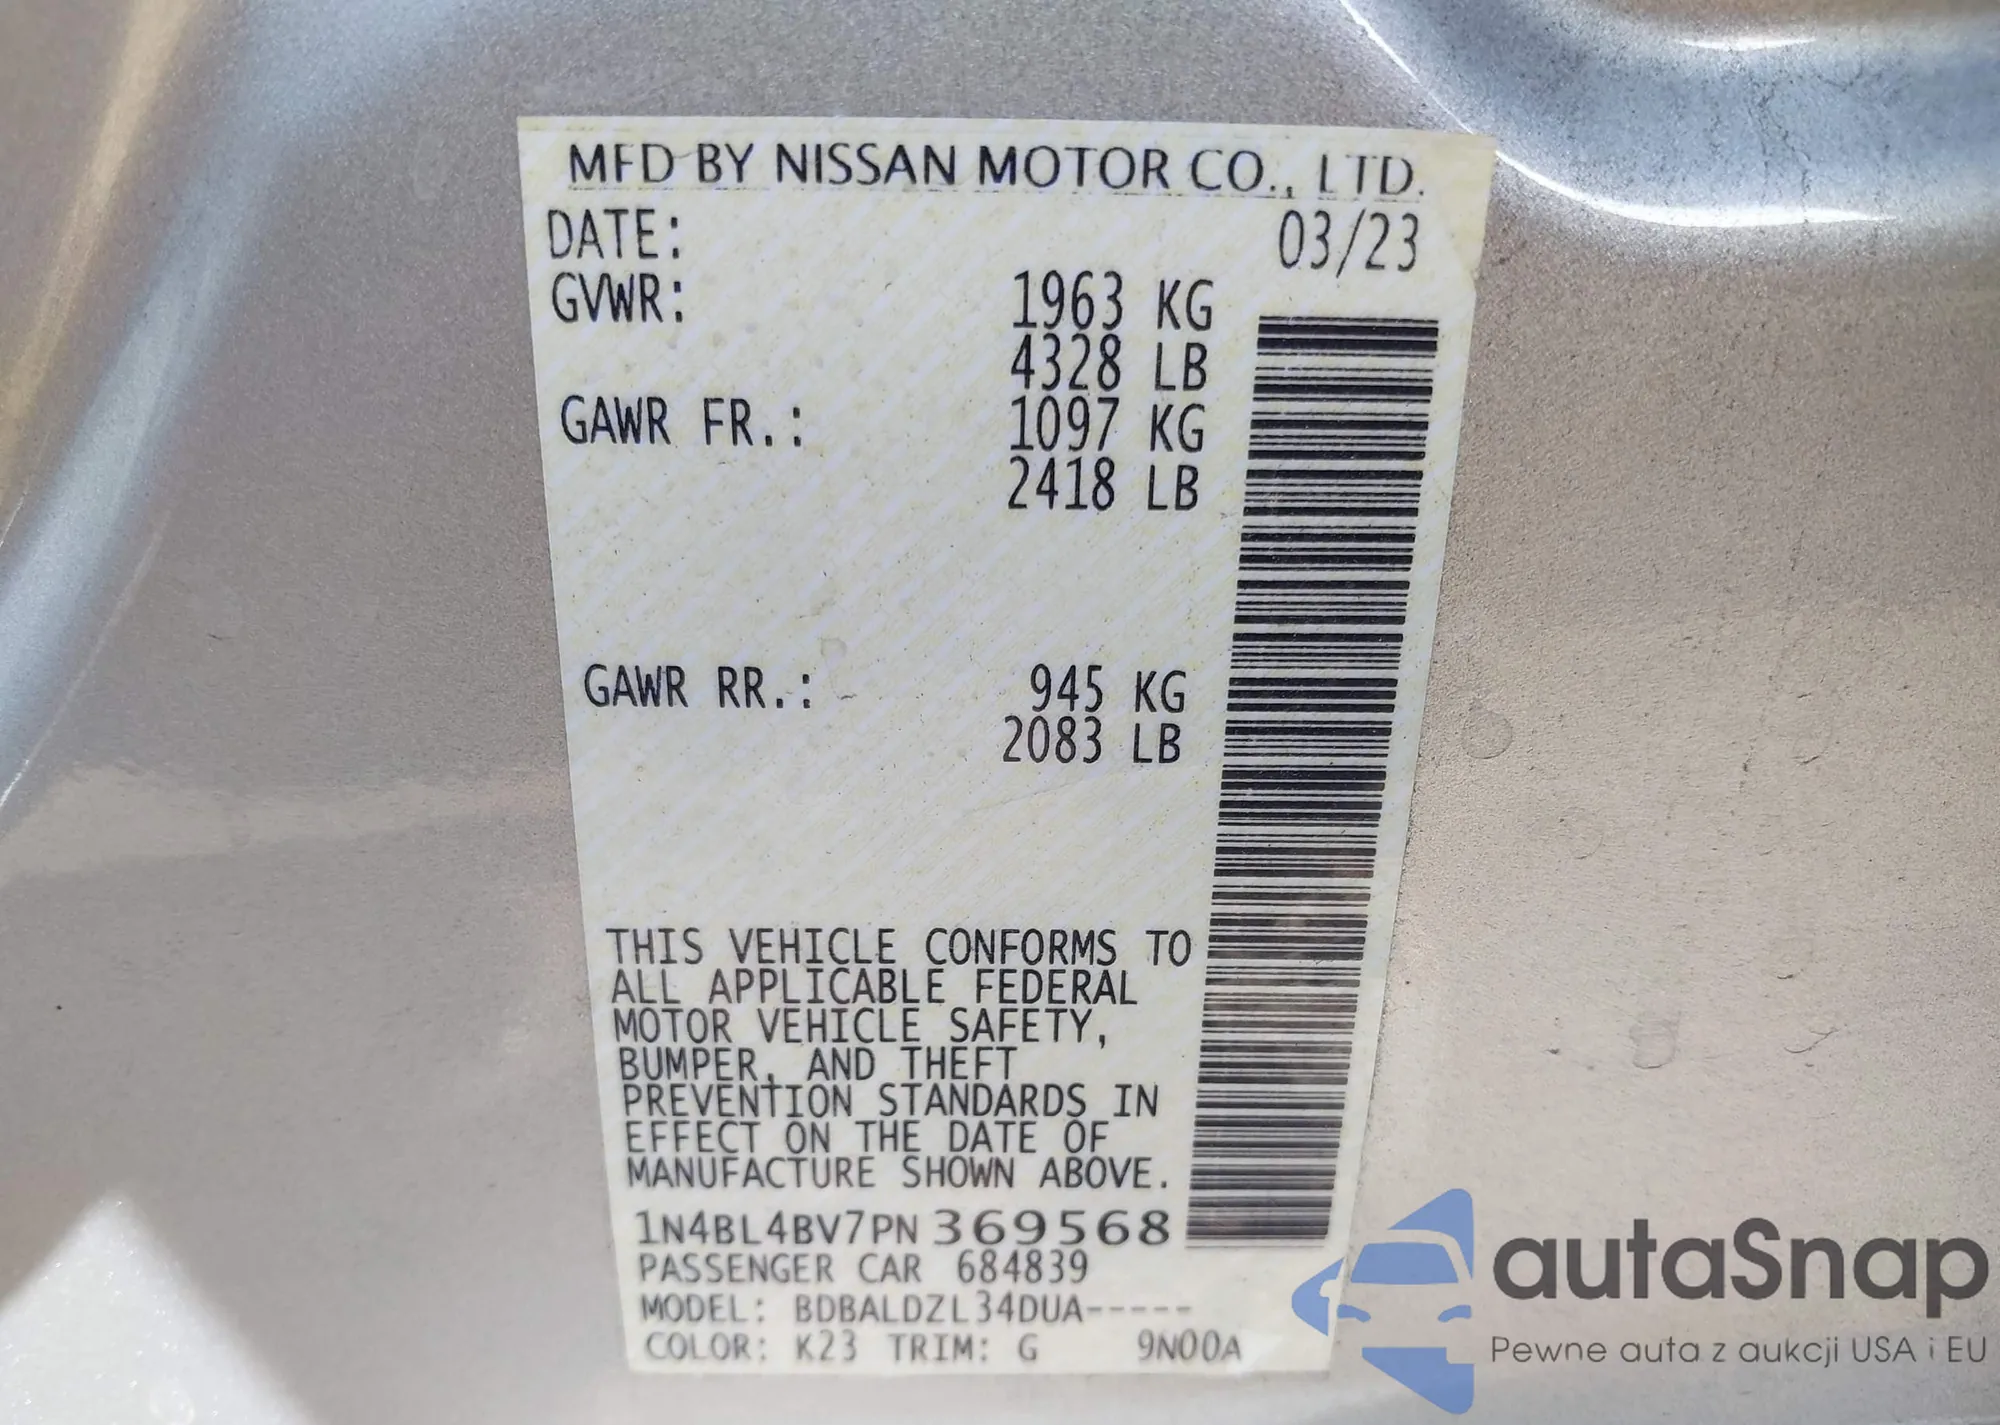 MFD BY NISSAN MOTOR CO., LTD.
DATE: 03/23
GVWR: 1963 KG
4328 LB
GAWR FR.: 1097 KG
2418 LB
GAWR RR.: 945 KG
2083 LB
THIS VEHICLE CONFORMS TO
ALL APPLICABLE FEDERAL
MOTOR VEHICLE SAFETY,
BUMPER, AND THEFT
PREVENTION STANDARDS IN
EFFECT ON THE DATE OF
MANUFACTURE SHOWN ABOVE.
1N4BL4BV7PN369568
PASSENGER CAR 684839
MODEL: BDBALDZL34DUA-----
COLOR: K23 TRIM: G 9N00A
autaSnap
Pewne auta z aukcji USA i EU